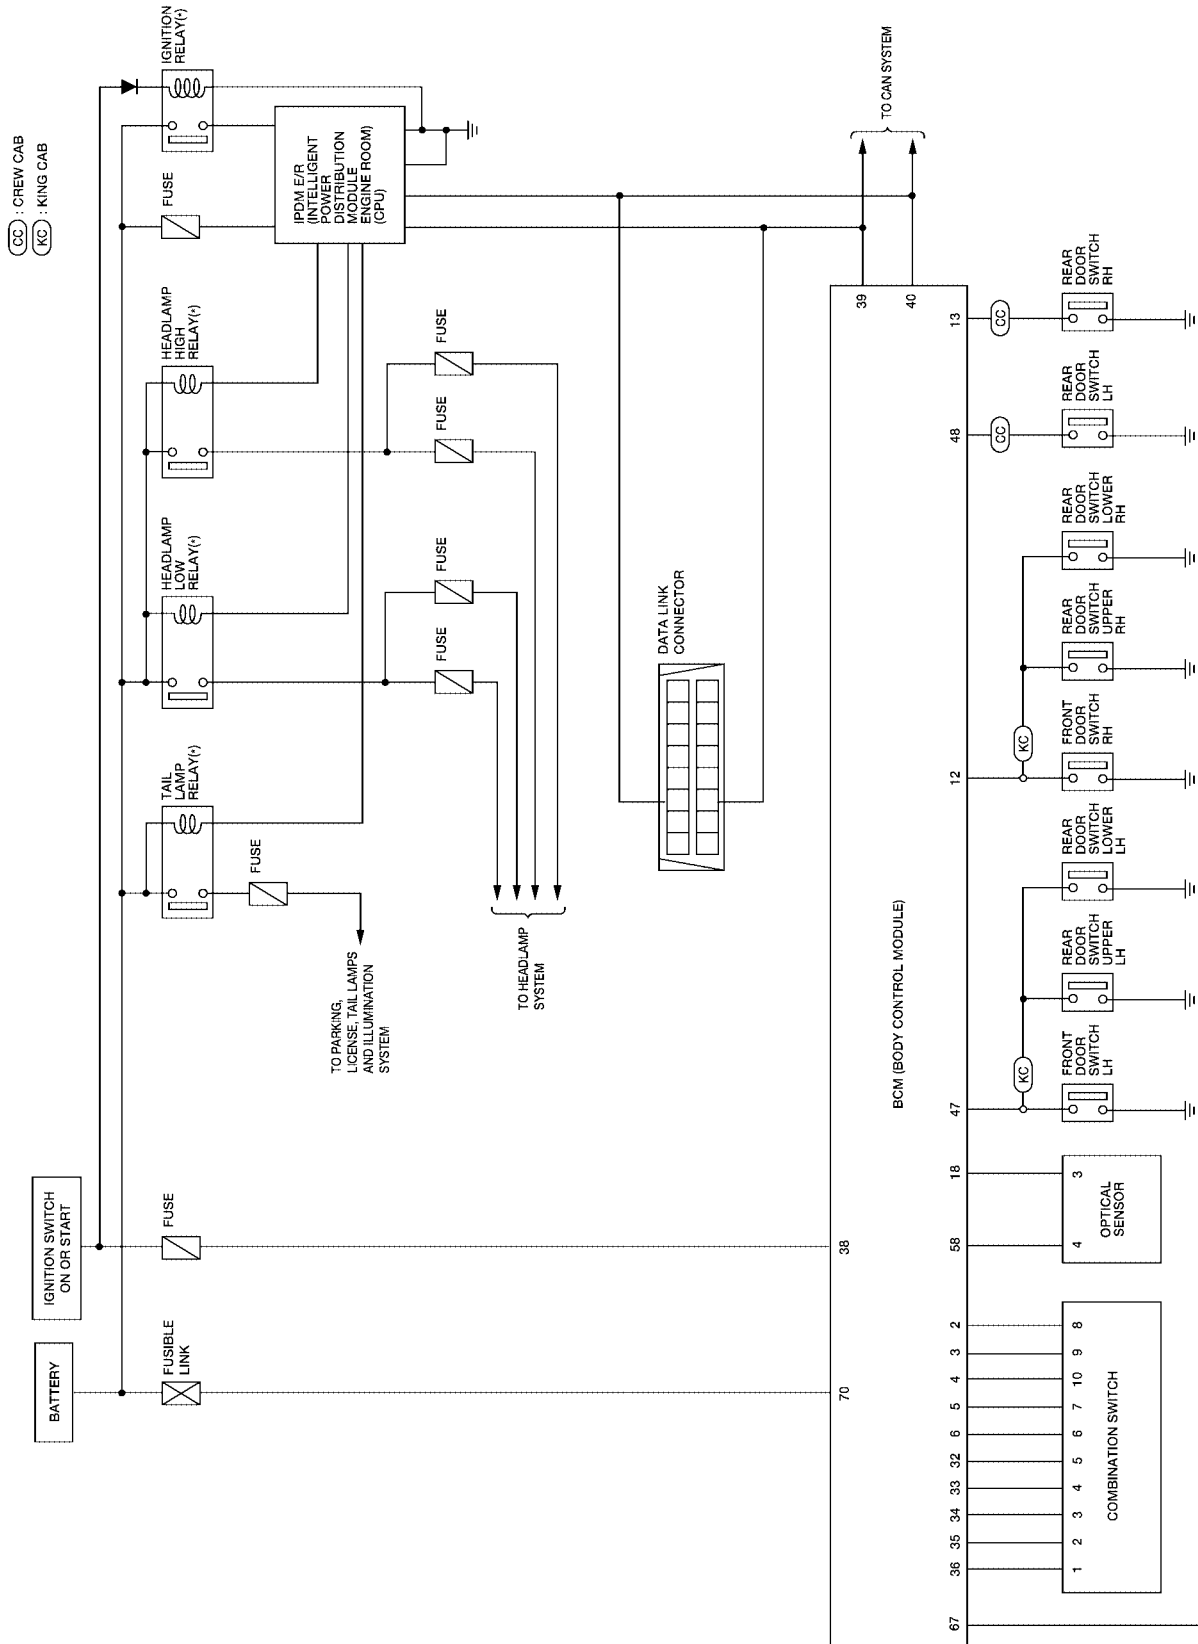 CC : CREW CAB
KC : KING CAB
BATTERY
IGNITION SWITCH
ON OR START
FUSIBLE
LINK
FUSE
TAIL
LAMP
RELAY(*)
FUSE
TO PARKING,
LICENSE, TAIL LAMPS
AND ILLUMINATION
SYSTEM
HEADLAMP
LOW
RELAY(*)
HEADLAMP
HIGH
RELAY(*)
FUSE
IGNITION
RELAY(*)
IPDM E/R
(INTELLIGENT
POWER
DISTRIBUTION
MODULE
ENGINE ROOM)
(CPU)
FUSE
FUSE
FUSE
FUSE
TO HEADLAMP
SYSTEM
DATA LINK
CONNECTOR
TO CAN SYSTEM
70
38
39
40
BCM (BODY CONTROL MODULE)
67
36
35
34
33
32
6
5
4
3
2
58
18
47
12
48
13
1
2
3
4
5
6
7
10
9
8
COMBINATION SWITCH
4
3
OPTICAL
SENSOR
KC
KC
CC
CC
FRONT
DOOR
SWITCH
LH
REAR
DOOR
SWITCH
UPPER
LH
REAR
DOOR
SWITCH
LOWER
LH
FRONT
DOOR
SWITCH
RH
REAR
DOOR
SWITCH
UPPER
RH
REAR
DOOR
SWITCH
LOWER
RH
REAR
DOOR
SWITCH
LH
REAR
DOOR
SWITCH
RH